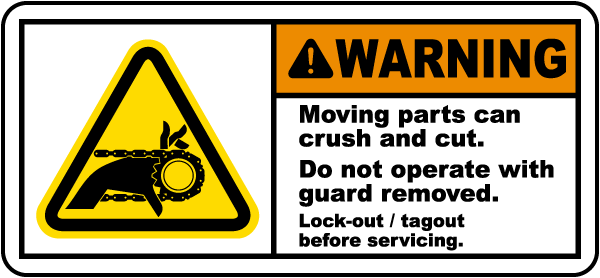 WARNING
Moving parts can
crush and cut.
Do not operate with
guard removed.
Lock-out / tagout
before servicing.